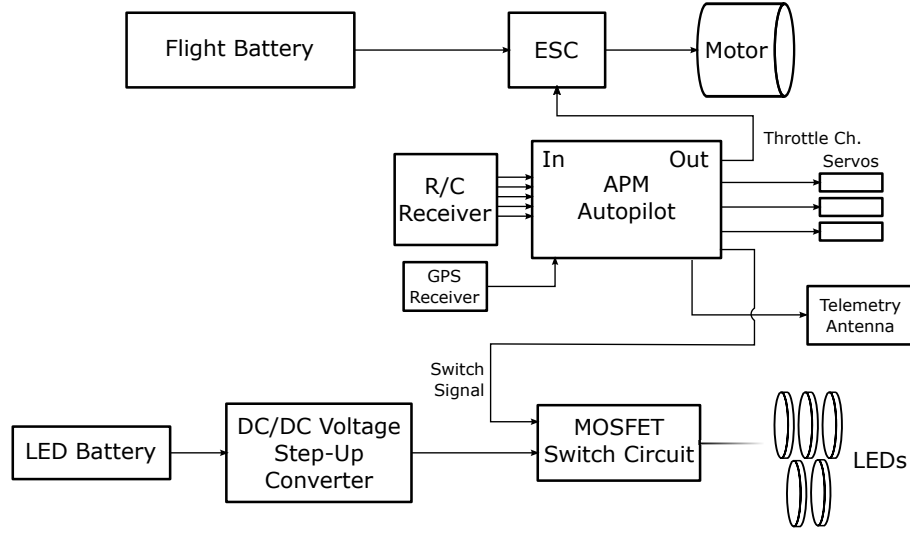 Flight Battery
ESC
Motor
Throttle Ch.
Servos
In
Out
R/C
Receiver
APM
Autopilot
GPS
Receiver
Telemetry
Antenna
Switch
Signal
LED Battery
DC/DC Voltage
Step-Up
Converter
MOSFET
Switch Circuit
LEDs